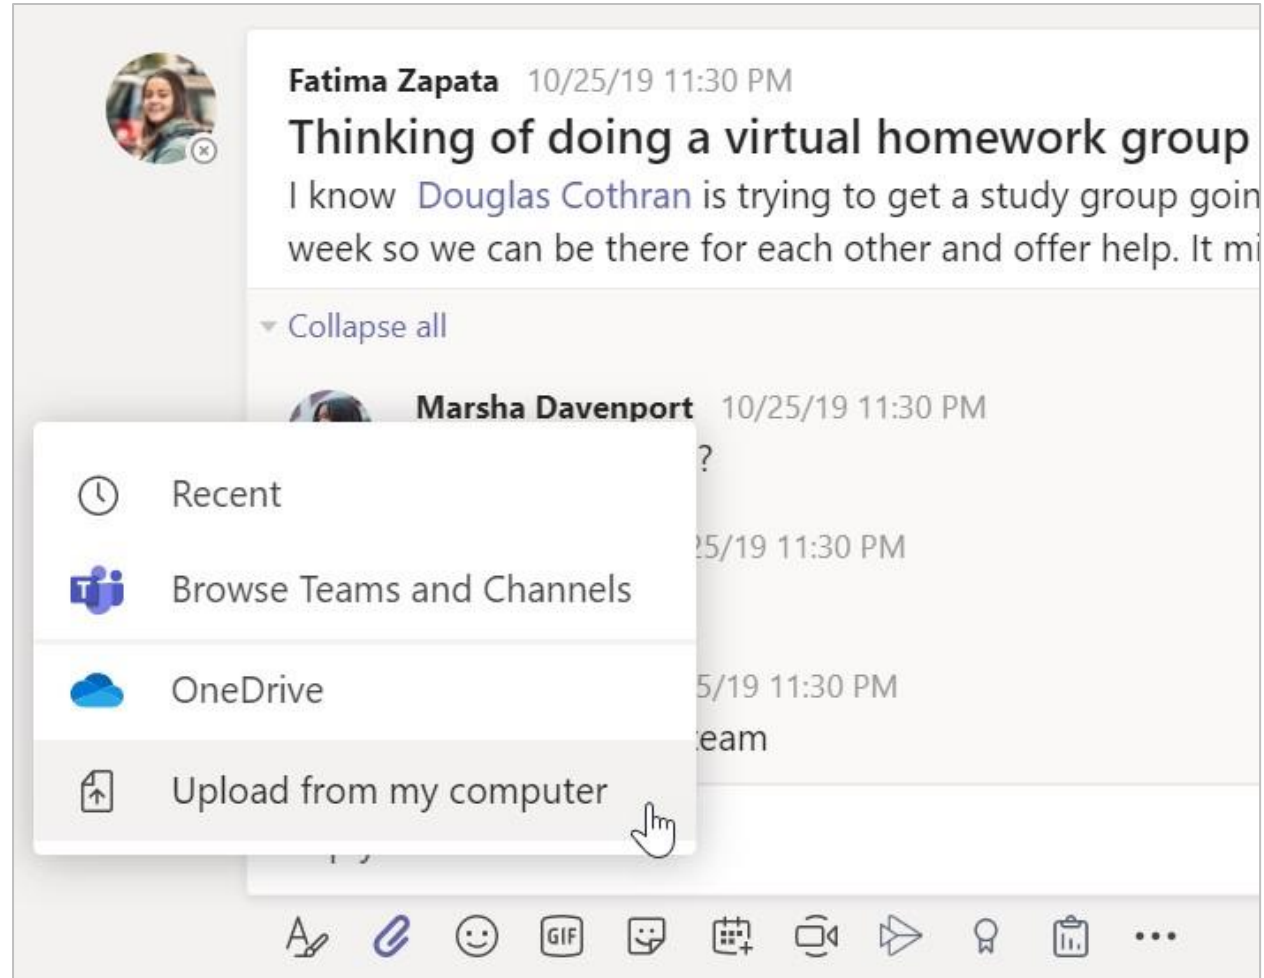 Fatima Zapata 10/25/19 11:30 PM
Thinking of doing a virtual homework group
I know Douglas Cothran is trying to get a study group goin
week so we can be there for each other and offer help. It mi
Collapse all
Marsha Davenport 10/25/19 11:30 PM
?
25/19 11:30 PM
5/19 11:30 PM
team
Recent
T
Browse Teams and Channels
OneDrive
Upload from my computer
GIF